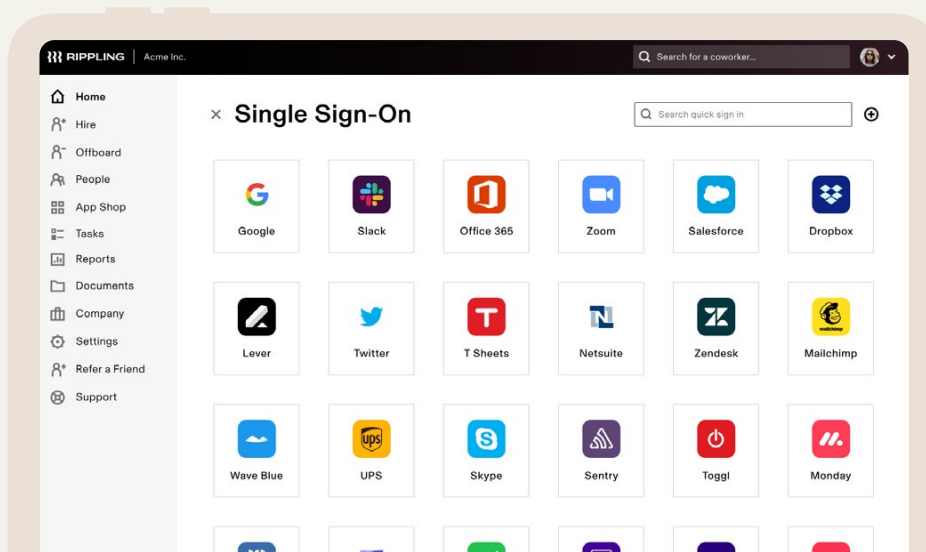 RIPPLING
Acme Inc.
Search for a coworker...
Home
Hire
Offboard
People
App Shop
Tasks
Reports
Documents
Company
Settings
Refer a Friend
Support
Single Sign-On
Search quick sign in
Google
Slack
Office 365
Zoom
Salesforce
Dropbox
Lever
Twitter
T Sheets
Netsuite
Zendesk
mailchimp
Mailchimp
Wave Blue
ups
UPS
Skype
Sentry
Toggl
Monday